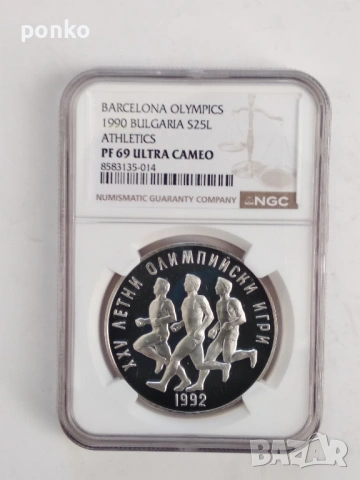 ponko
BARCELONA OLYMPICS
1990 BULGARIA S25L
ATHLETICS
PF 69 ULTRA CAMEO
8583135-014
NUMISMATIC GUARANTY COMPANY
NGC
XXV ЛЕТНИ ОЛИМПИЙСКИ ИГРИ
1992
BAZAR